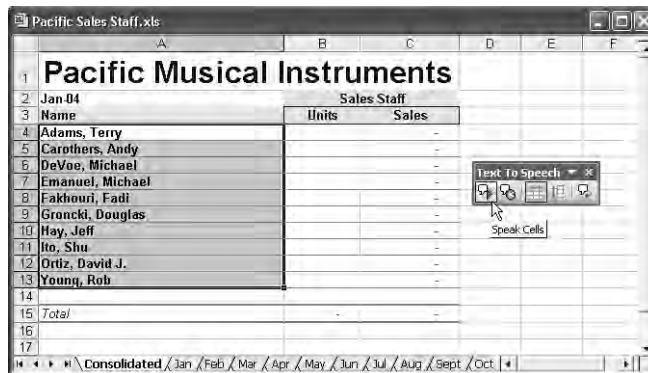 Pacific Sales Staff.xls
A B C D E F
1 Pacific Musical Instruments
2 Jan-04 Sales Staff
3 Name Units Sales
4 Adams, Terry -
5 Carothers, Andy -
6 DeVoe, Michael -
7 Emanuel, Michael -
8 Fakhouri, Fadi -
9 Groncki, Douglas -
10 Hay, Jeff -
11 Ito, Shu -
12 Ortiz, David J. -
13 Young, Rob -
14
15 Total - -
16
17
Text To Speech
Speak Cells
Consolidated / Jan / Feb / Mar / Apr / May / Jun / Jul / Aug / Sept / Oct